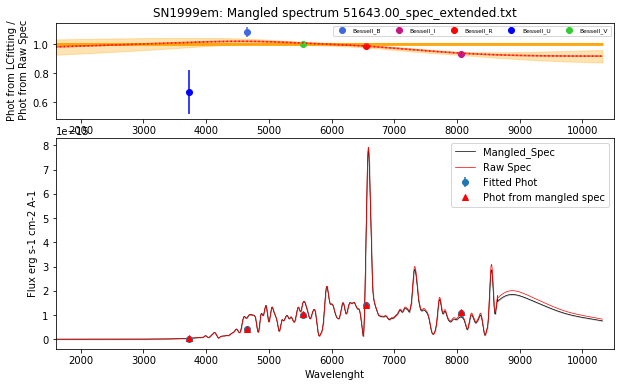 SN1999em: Mangled spectrum 51643.00_spec_extended.txt
Phot from LCfitting /
Phot from Raw Spec
1.0
0.8
0.6
Bessell_B
Bessell_I
Bessell_R
Bessell_U
Bessell_V
2000 3000 4000 5000 6000 7000 8000 9000 10000
Flux erg s-1 cm-2 A-1
8
7
6
5
4
3
2
1
0
Mangled_Spec
Raw Spec
Fitted Phot
Phot from mangled spec
2000 3000 4000 5000 6000 7000 8000 9000 10000
Wavelenght